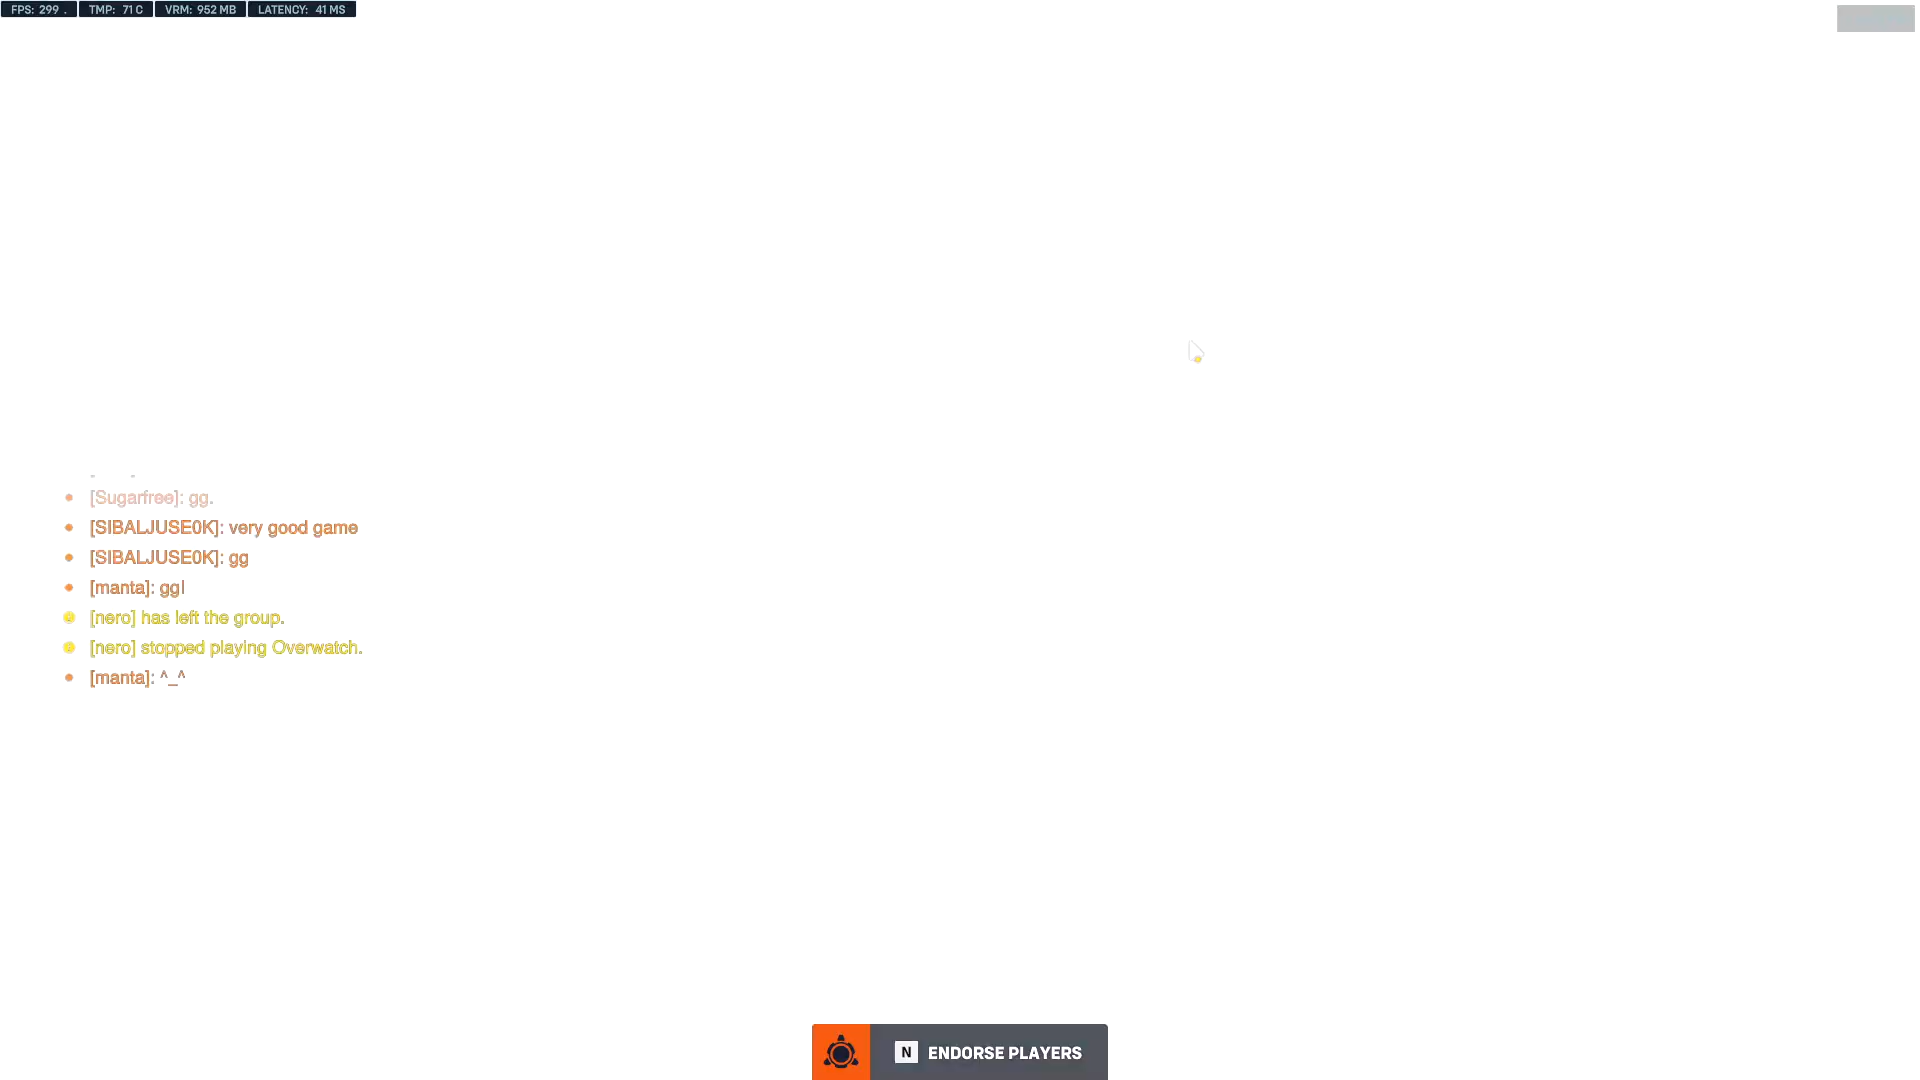 FPS: 299 . TMP: 71 C VRM: 952 MB LATENCY: 41 MS
[Sugarfree]: gg.
[SIBALJUSE0K]: very good game
[SIBALJUSE0K]: gg
[manta]: gg!
[nero] has left the group.
[nero] stopped playing Overwatch.
[manta]: ^_^
N ENDORSE PLAYERS